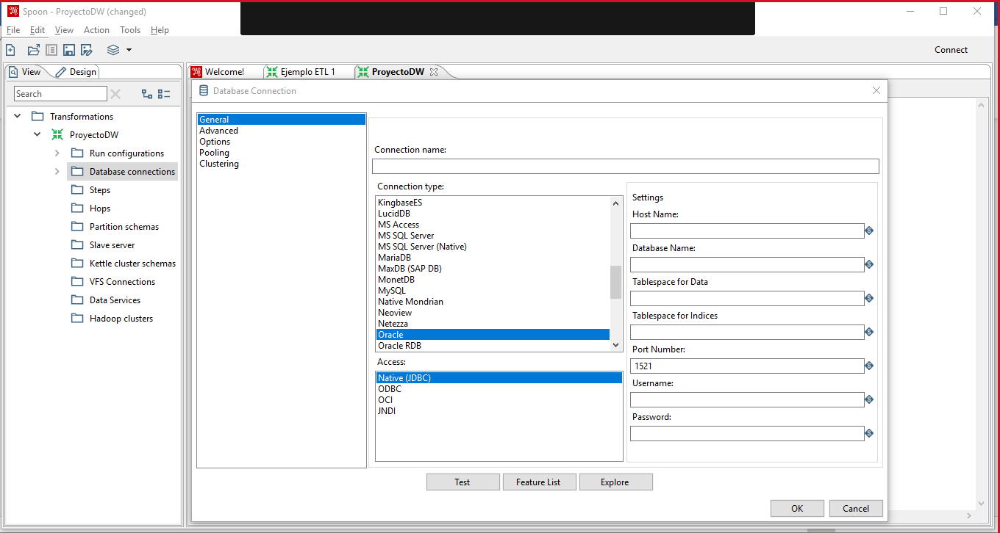 Spoon - ProyectoDW (changed)
File Edit View Action Tools Help
Connect
View Design
Welcome! Ejemplo ETL 1 ProyectoDW
Search
Transformations
ProyectoDW
Run configurations
Database connections
Steps
Hops
Partition schemas
Slave server
Kettle cluster schemas
VFS Connections
Data Services
Hadoop clusters
Database Connection
General
Advanced
Options
Pooling
Clustering
Connection name:
Connection type:
KingbaseES
LucidDB
MS Access
MS SQL Server
MS SQL Server (Native)
MariaDB
MaxDB (SAP DB)
MonetDB
MySQL
Native Mondrian
Neoview
Netezza
Oracle
Oracle RDB
Access:
Native (JDBC)
ODBC
OCI
JNDI
Settings
Host Name:
Database Name:
Tablespace for Data
Tablespace for Indices
Port Number:
1521
Username:
Password:
Test Feature List Explore
OK Cancel